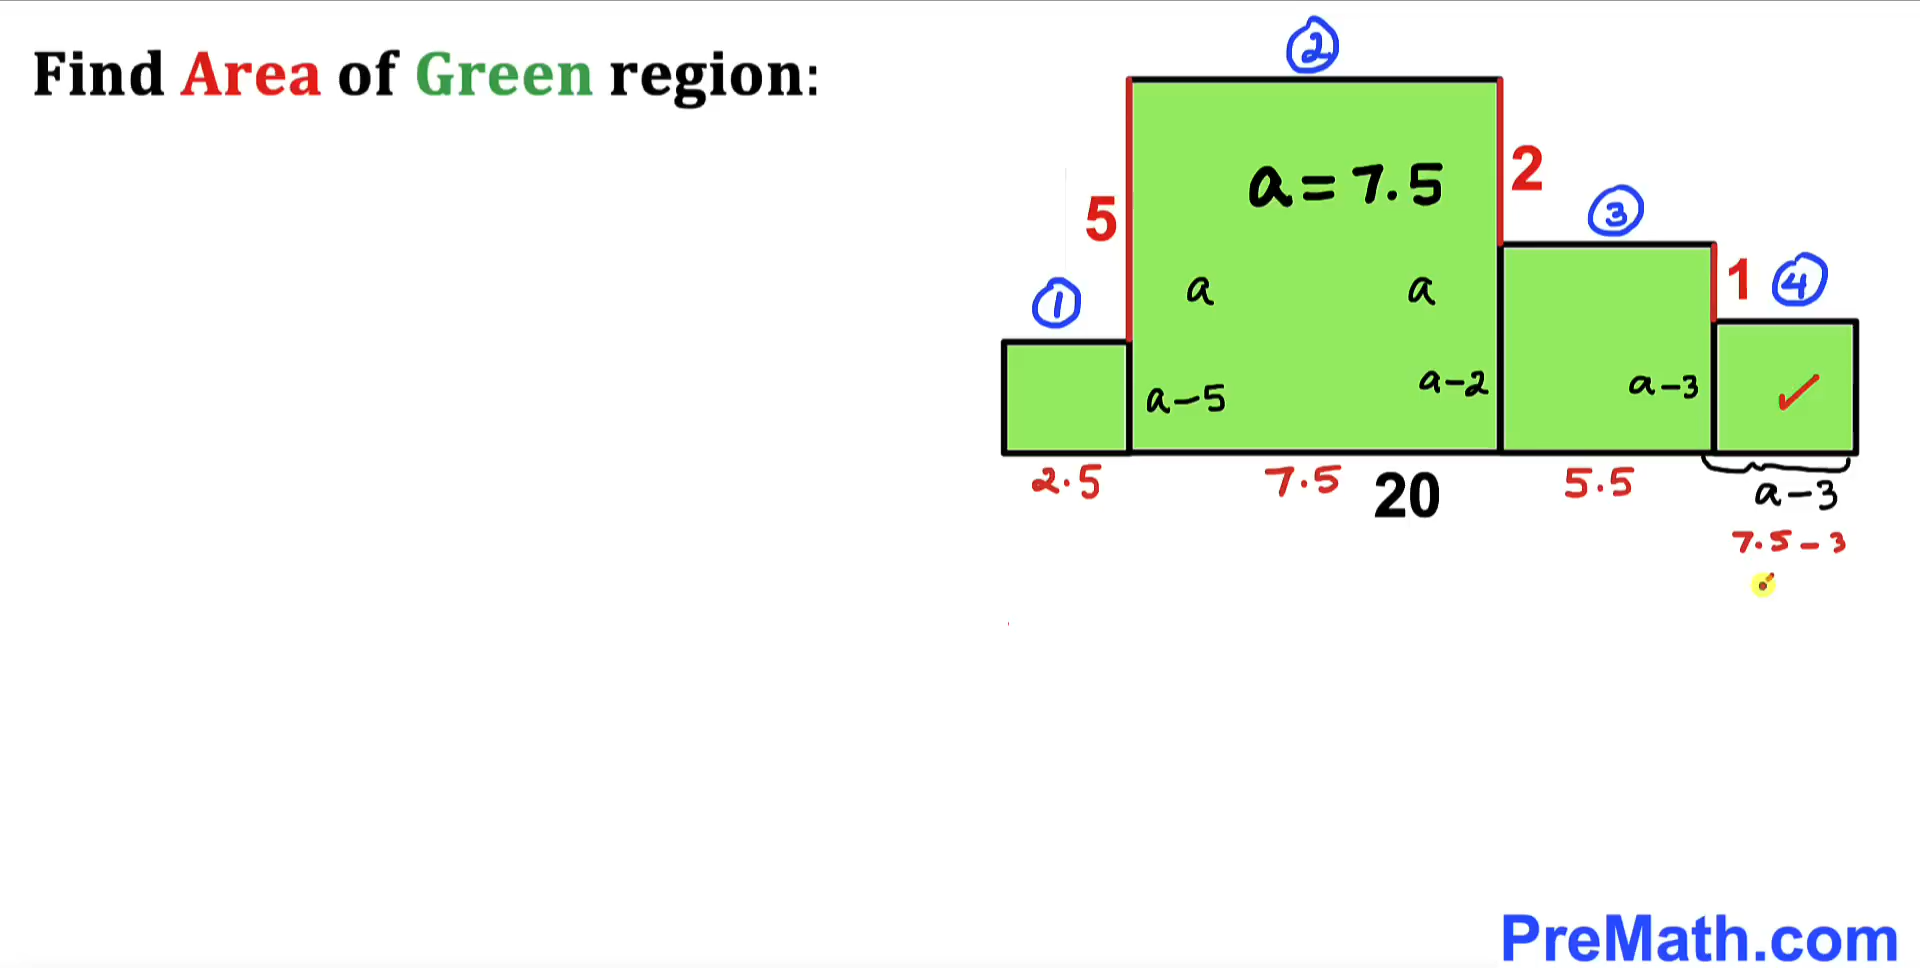 Find Area of Green region:
②
2
a = 7.5
5
③
1 ④
①
a a
a-5 a-2 a-3
2.5 7.5 20 5.5 a-3
7.5-3
PreMath.com